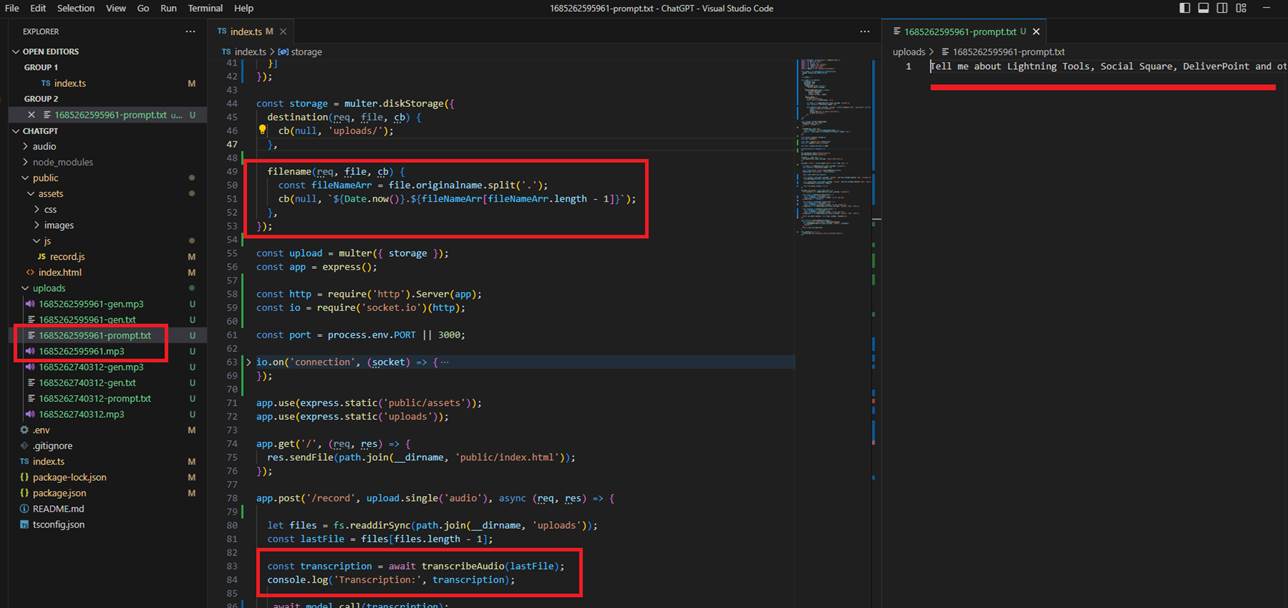 File Edit Selection View Go Run Terminal Help
1685262595961-prompt.txt - ChatGPT - Visual Studio Code
EXPLORER ...
OPEN EDITORS
GROUP 1
TS index.ts M
GROUP 2
1685262595961-prompt.txt u... U
CHATGPT
audio
node_modules
public
assets
css
images
js
JS record.js M
index.html M
uploads
1685262595961-gen.mp3 U
1685262595961-gen.txt U
1685262595961-prompt.txt U
1685262595961.mp3 U
1685262740312-gen.mp3 U
1685262740312-gen.txt U
1685262740312-prompt.txt U
1685262740312.mp3 U
.env M
.gitignore
TS index.ts M
{} package-lock.json M
{} package.json M
README.md
tsconfig.json
TS index.ts M
...
TS index.ts > storage
41 }]
42 });
43
44 const storage = multer.diskStorage({
45 destination(req, file, cb) {
46 cb(null, 'uploads/');
47 },
48
49 filename(req, file, cb) {
50 const fileNameArr = file.originalname.split('.');
51 cb(null, `${Date.now()}.${fileNameArr[fileNameArr.length - 1]}`);
52 },
53 });
54
55 const upload = multer({ storage });
56 const app = express();
57
58 const http = require('http').Server(app);
59 const io = require('socket.io')(http);
60
61 const port = process.env.PORT || 3000;
62
63 io.on('connection', (socket) => { ...
69 });
70
71 app.use(express.static('public/assets'));
72 app.use(express.static('uploads'));
73
74 app.get('/', (req, res) => {
75 res.sendFile(path.join(__dirname, 'public/index.html'));
76 });
77
78 app.post('/record', upload.single('audio'), async (req, res) => {
79
80 let files = fs.readdirSync(path.join(__dirname, 'uploads'));
81 const lastFile = files[files.length - 1];
82
83 const transcription = await transcribeAudio(lastFile);
84 console.log('Transcription:', transcription);
85
86 await model.call(transcription);
1685262595961-prompt.txt U
uploads > 1685262595961-prompt.txt
1 Tell me about Lightning Tools, Social Square, DeliverPoint and ot